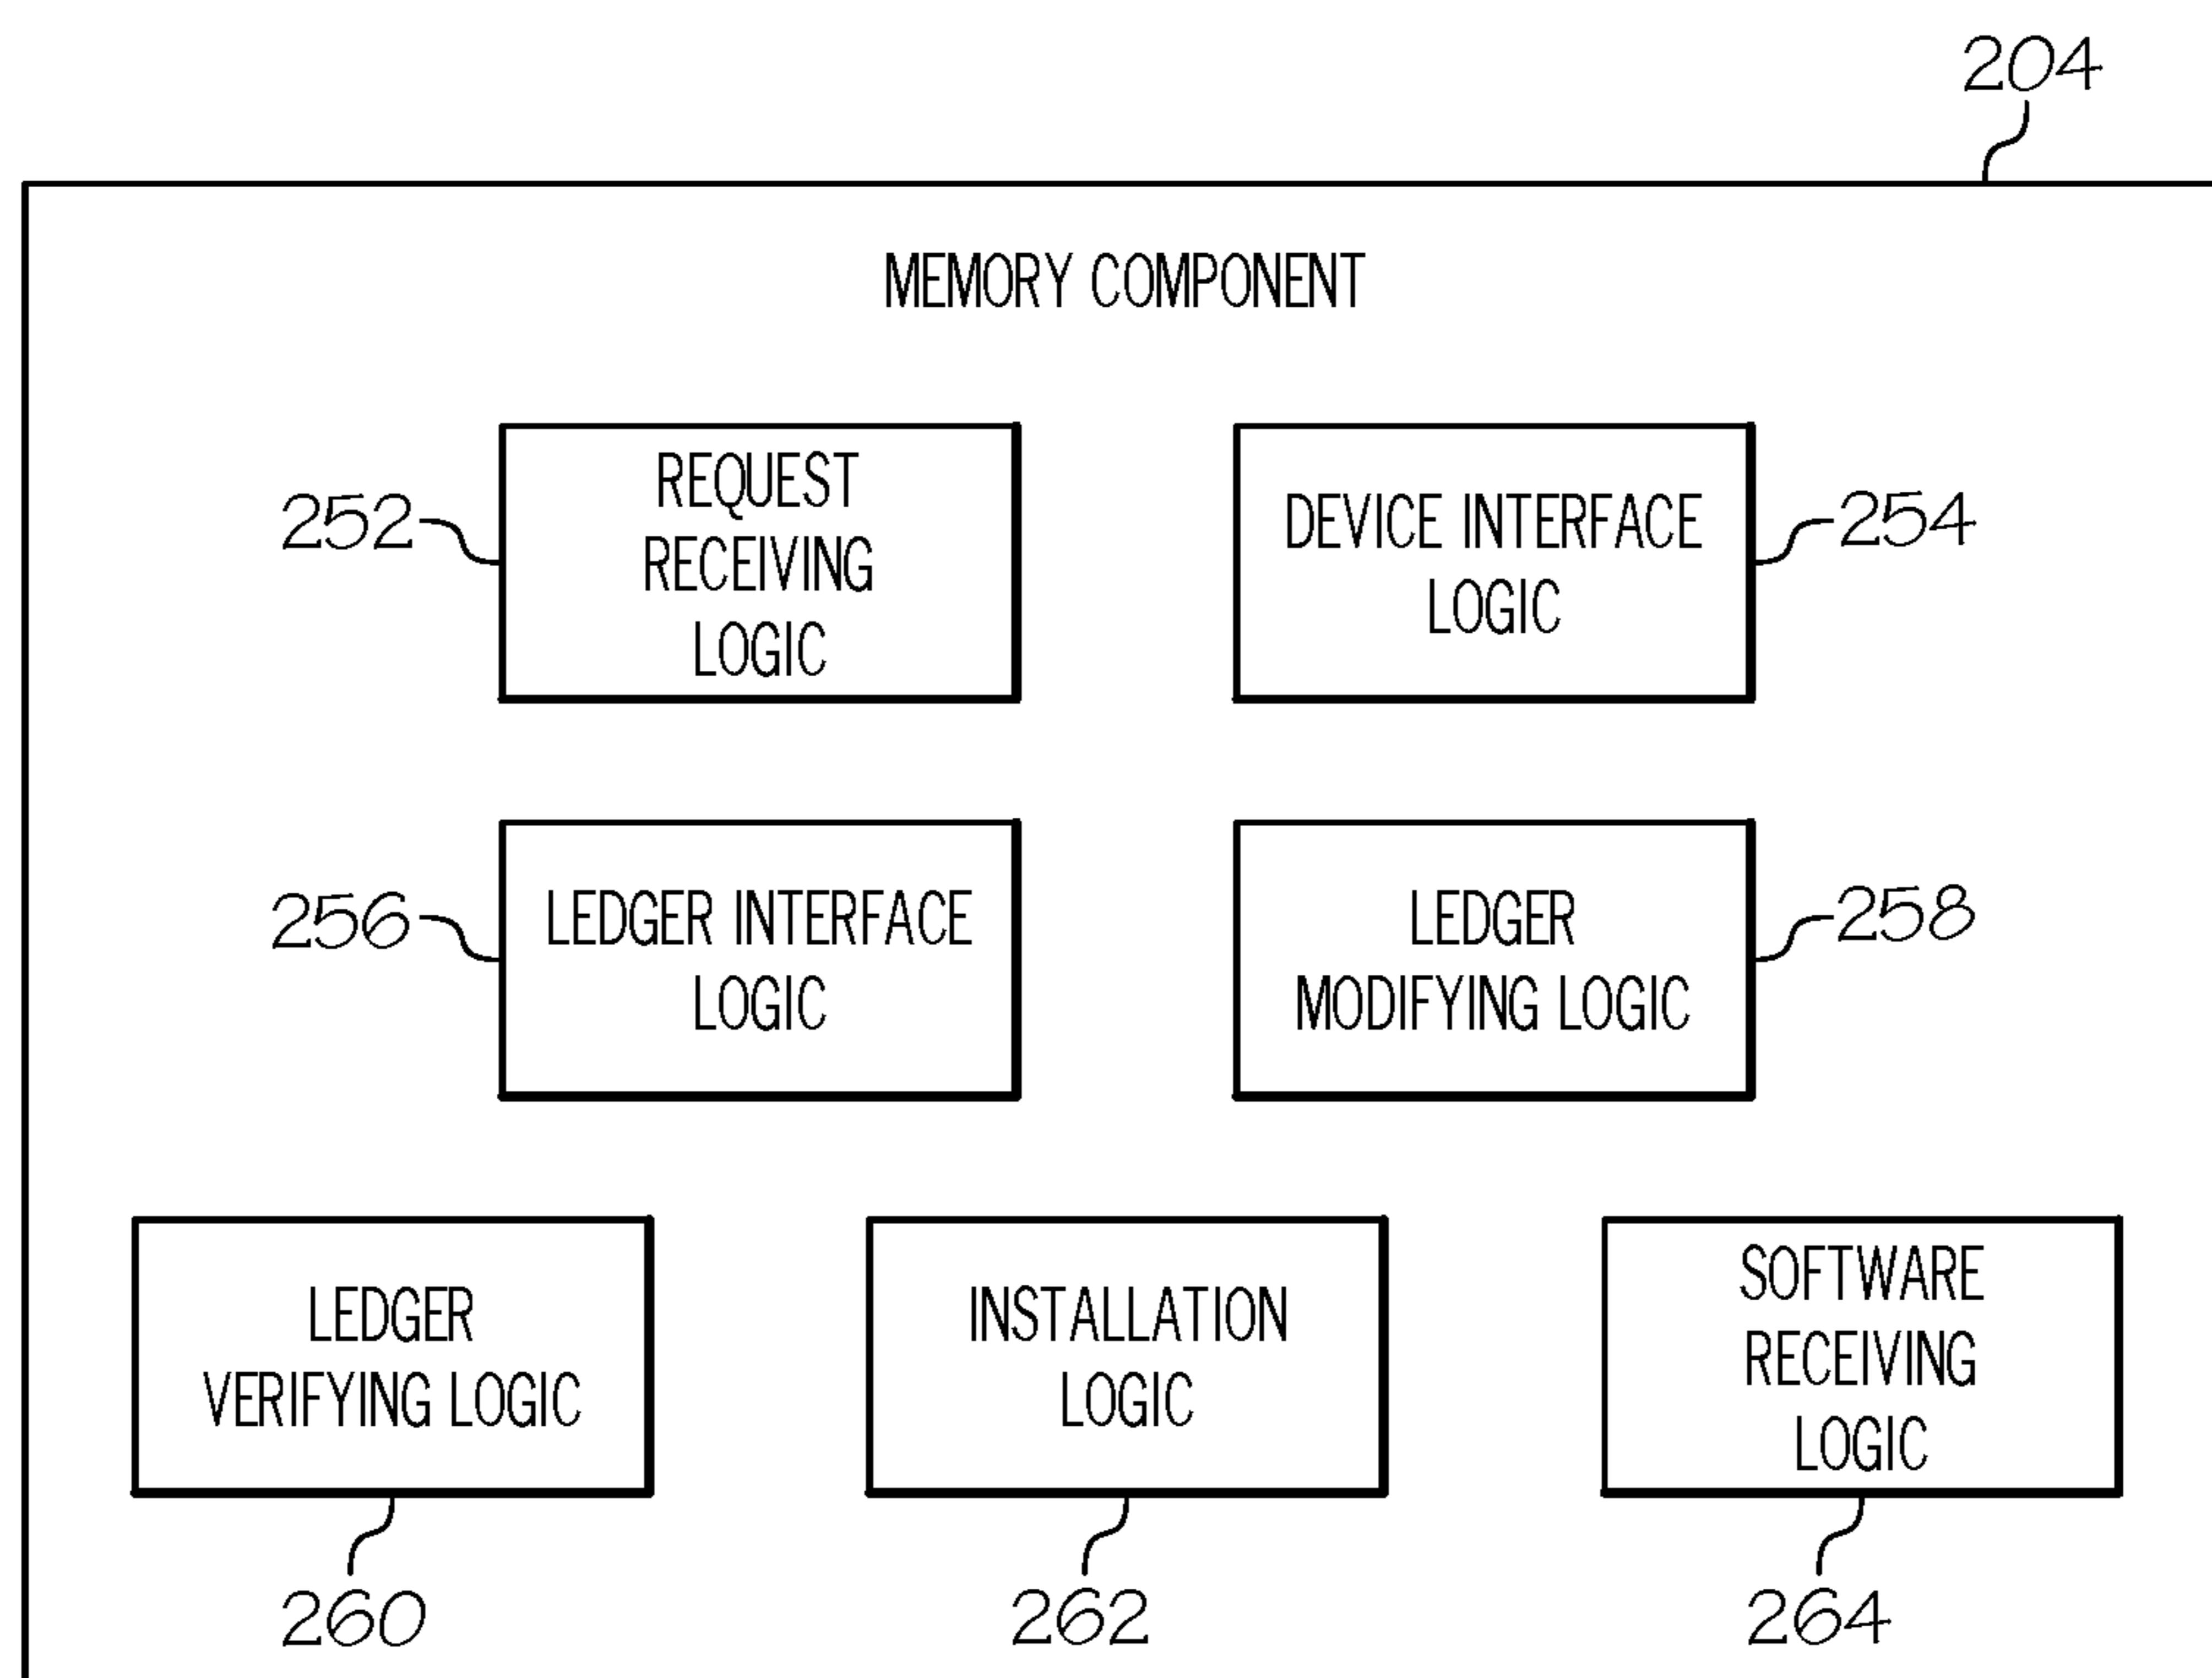 204
MEMORY COMPONENT
252
REQUEST
RECEIVING
LOGIC
DEVICE INTERFACE
LOGIC
254
256
LEDGER INTERFACE
LOGIC
LEDGER
MODIFYING LOGIC
258
LEDGER
VERIFYING LOGIC
INSTALLATION
LOGIC
SOFTWARE
RECEIVING
LOGIC
260
262
264